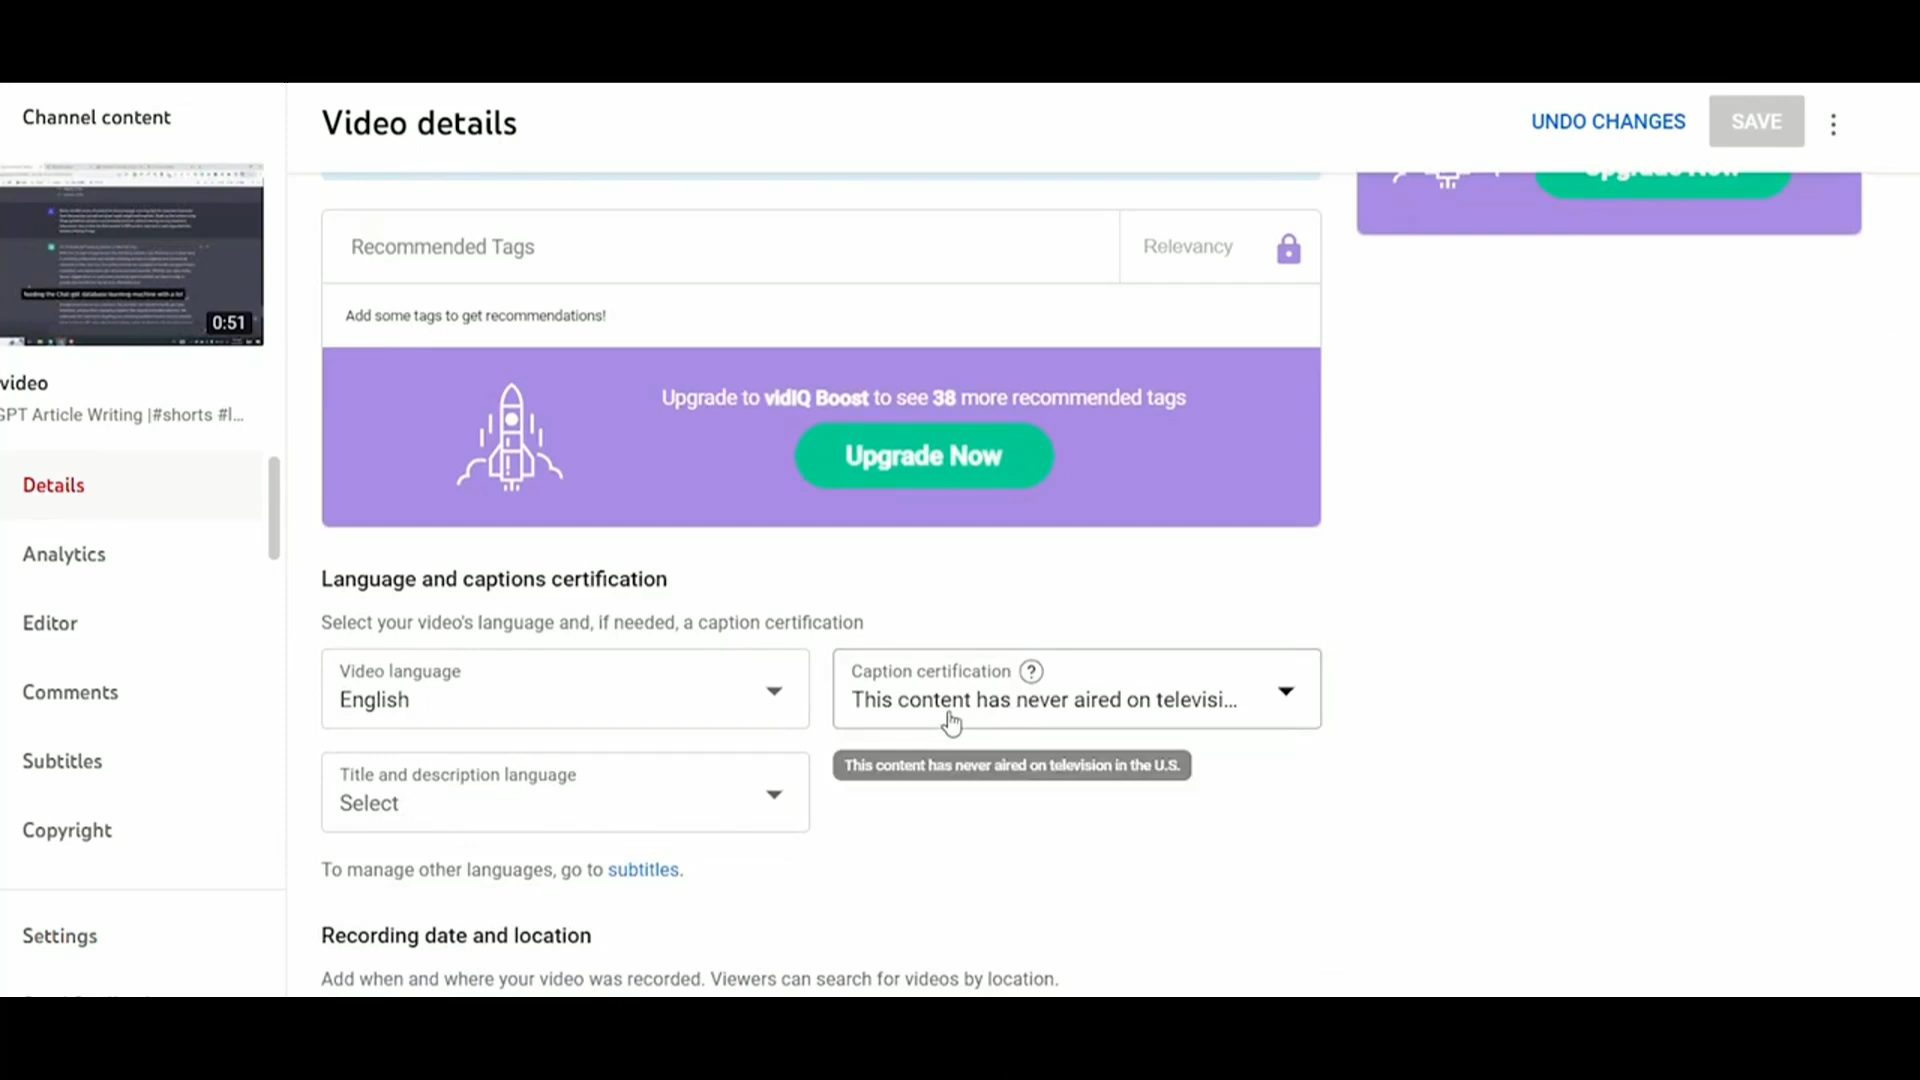 Channel content
Video details
UNDO CHANGES
SAVE
Upgrade Now
Recommended Tags
Relevancy
Add some tags to get recommendations!
0:51
video
GPT Article Writing |#shorts #l...
Upgrade to vidIQ Boost to see 38 more recommended tags
Upgrade Now
Details
Analytics
Editor
Comments
Subtitles
Copyright
Settings
Language and captions certification
Select your video's language and, if needed, a caption certification
Video language
English
Caption certification ?
This content has never aired on televisi...
This content has never aired on television in the U.S.
Title and description language
Select
To manage other languages, go to subtitles.
Recording date and location
Add when and where your video was recorded. Viewers can search for videos by location.